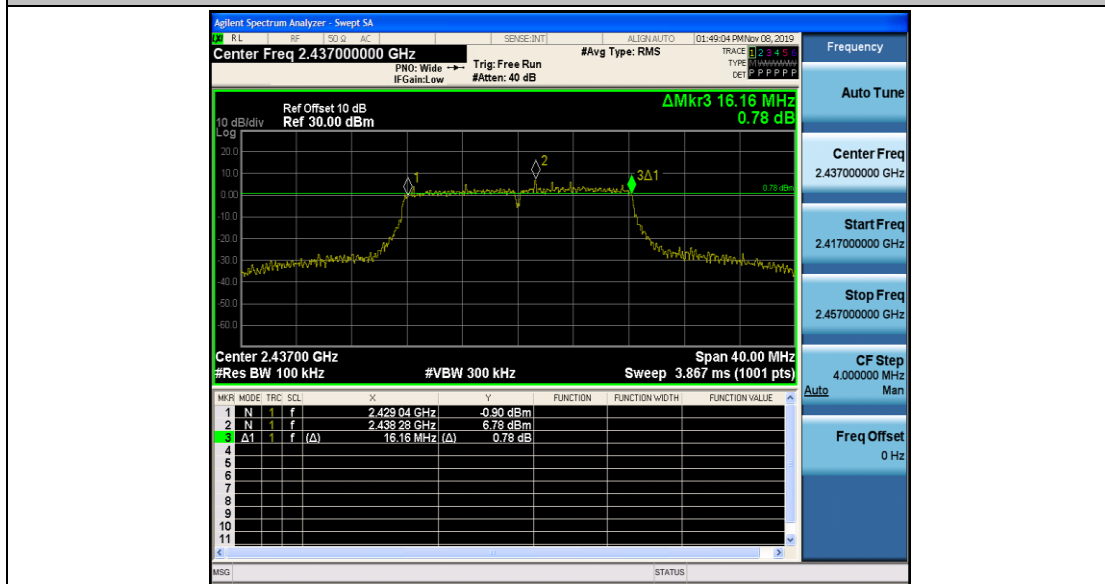 Agilent Spectrum Analyzer - Swept SA
RL RF 50 Ω AC SENSE:INT ALIGN AUTO 01:49:04 PM Nov 08, 2019
Center Freq 2.437000000 GHz
PNO: Wide
IFGain:Low
Trig: Free Run
#Atten: 40 dB
#Avg Type: RMS
TRACE 1 2 3 4 5 6
TYPE M
DET P P P P P P
Ref Offset 10 dB
10 dB/div Ref 30.00 dBm
Log
ΔMkr3 16.16 MHz
0.78 dB
20.0
10.0
0.00
-10.0
-20.0
-30.0
-40.0
-50.0
-60.0
1
2
3Δ1
0.78 dBm
Center 2.43700 GHz Span 40.00 MHz
#Res BW 100 kHz #VBW 300 kHz Sweep 3.867 ms (1001 pts)
MKR MODE TRC SCL X Y FUNCTION FUNCTION WIDTH FUNCTION VALUE
1 N 1 f 2.429 04 GHz -0.90 dBm
2 N 1 f 2.438 28 GHz 6.78 dBm
3 Δ1 1 f (Δ) 16.16 MHz (Δ) 0.78 dB
4
5
6
7
8
9
10
11
MSG STATUS
Frequency
Auto Tune
Center Freq
2.437000000 GHz
Start Freq
2.417000000 GHz
Stop Freq
2.457000000 GHz
CF Step
4.000000 MHz
Auto Man
Freq Offset
0 Hz